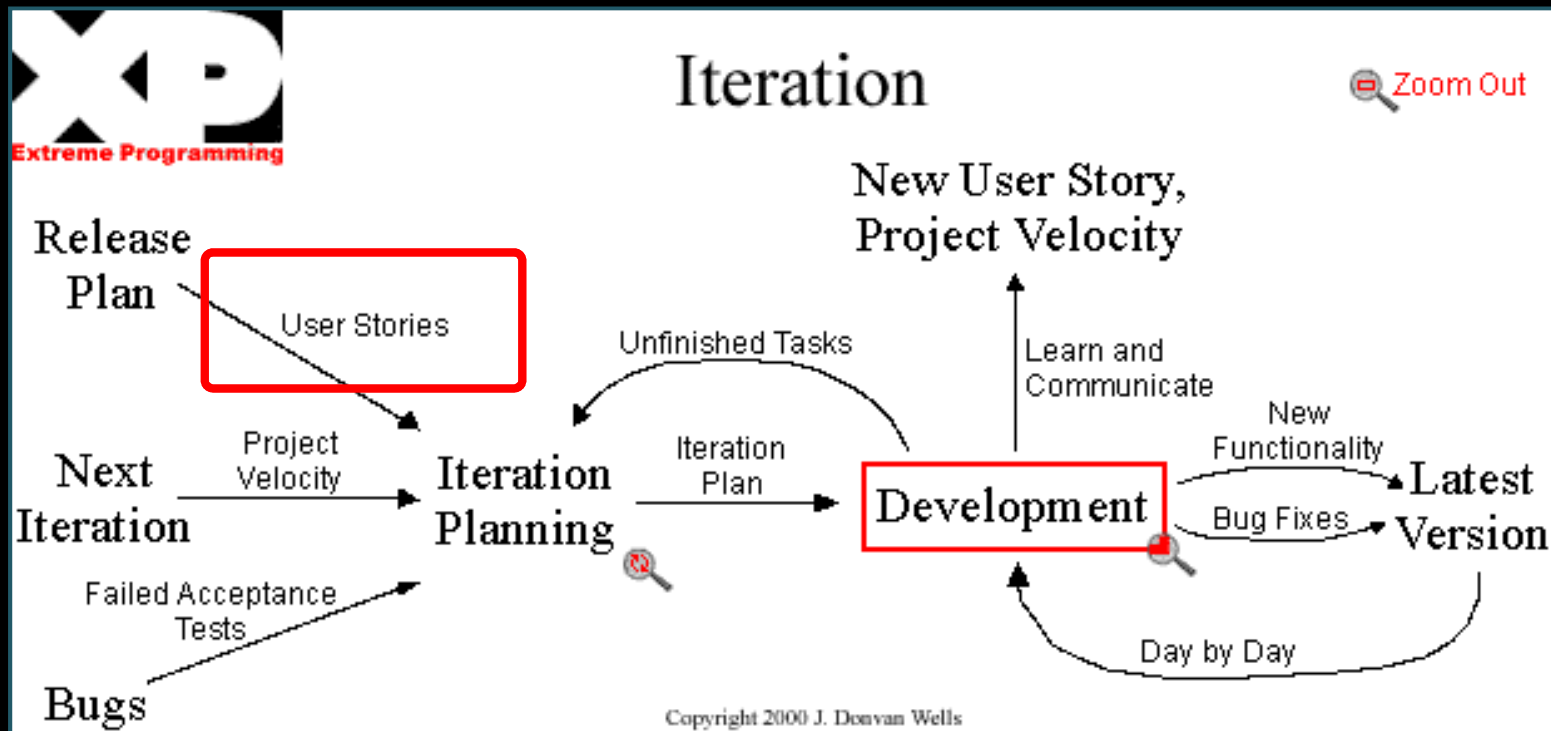 XP
Extreme Programming
Iteration
Zoom Out
New User Story,
Project Velocity
Release
Plan
User Stories
Unfinished Tasks
Learn and
Communicate
New
Functionality
Project
Velocity
Next
Iteration
Iteration
Planning
Iteration
Plan
Development
Bug Fixes
Latest
Version
Failed Acceptance
Tests
Bugs
Day by Day
Copyright 2000 J. Donvan Wells